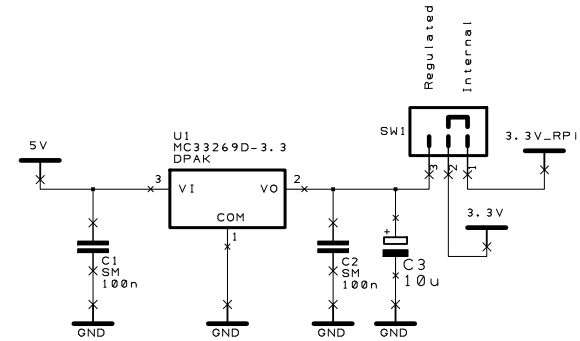 Regulated
Internal
SW1
3
2
1
3.3V_RPi
3.3V
5V
U1
MC33269D-3.3
DPAK
3
VI
VO
2
COM
1
C1
SM
100n
C2
SM
100n
+
C3
10u
GND
GND
GND
GND